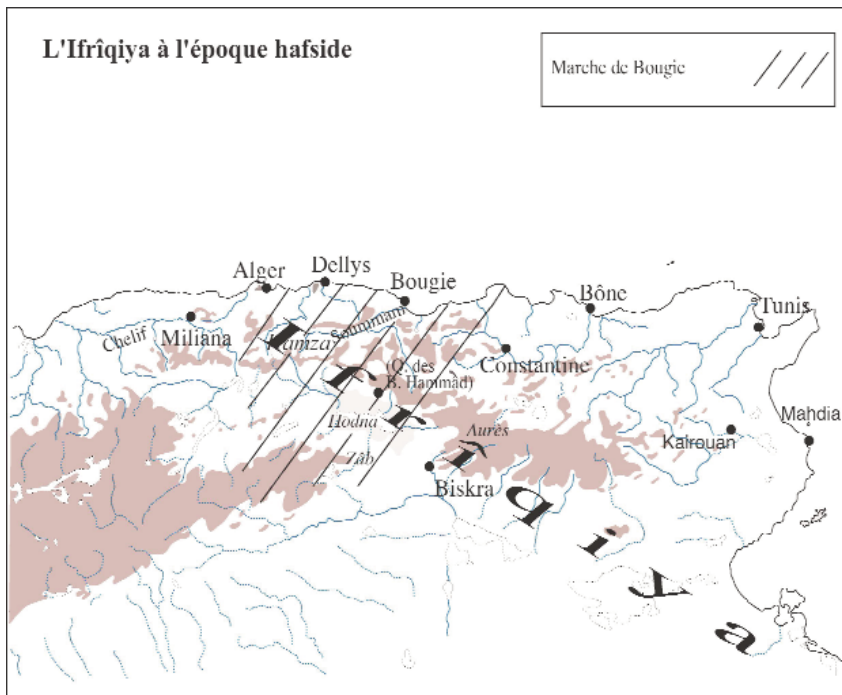 L'Ifrîqiya à l'époque hafside
Marche de Bougie
Alger
Dellys
Bougie
Bône
Tunis
Chelif
Miliana
Hamza
Soummam
Constantine
(Q. des
B. Hammâd)
Hodna
Aurès
Kairouan
Mahdia
Zâb
Biskra
Ifrîqiya